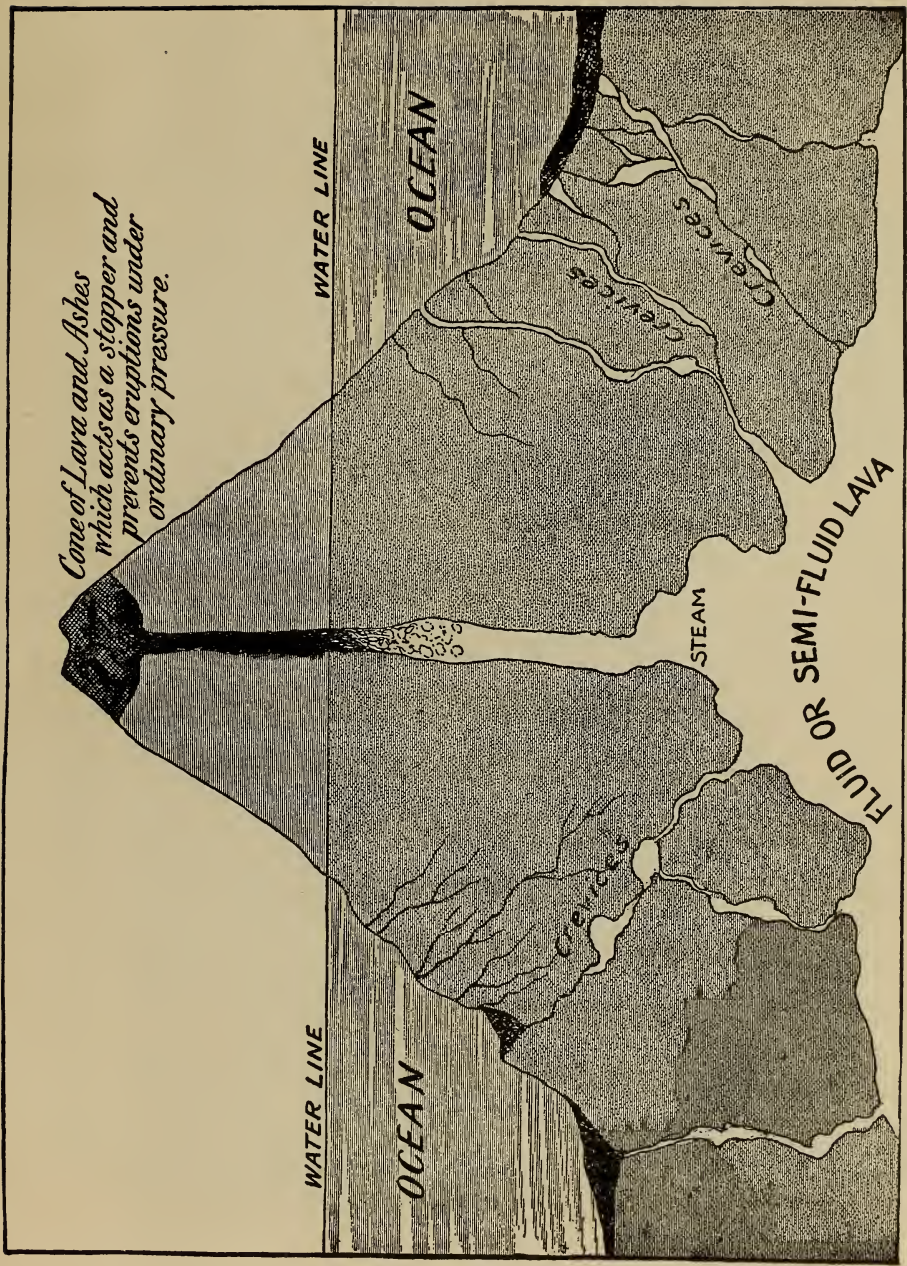 Cone of Lava and Ashes
which acts as a stopper and
prevents eruptions under
ordinary pressure.
WATER LINE
WATER LINE
OCEAN
OCEAN
Crevices
Crevices
Crevices
STEAM
FLUID OR SEMI-FLUID LAVA